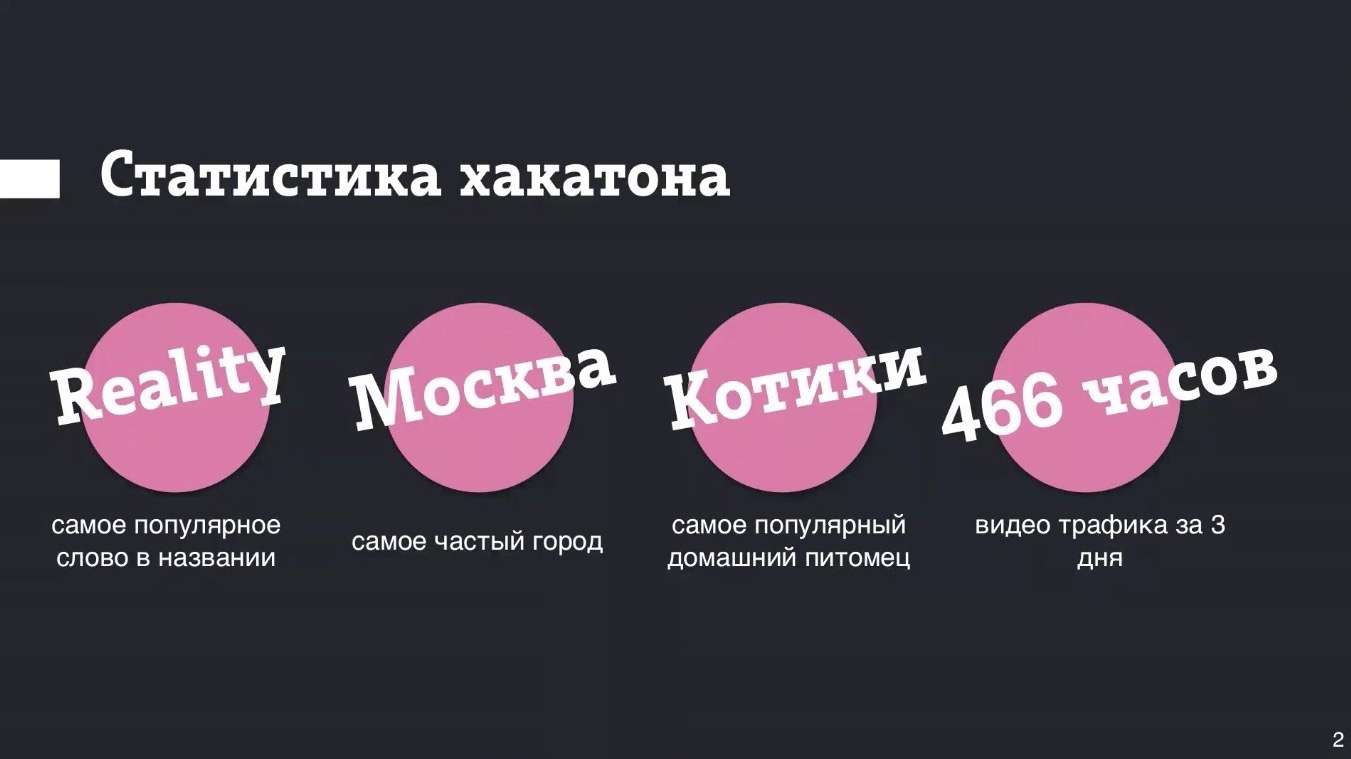 Статистика хакатона
Reality
самое популярное
слово в названии
Москва
самое частый город
Котики
самое популярный
домашний питомец
466 часов
видео трафика за 3
дня
2